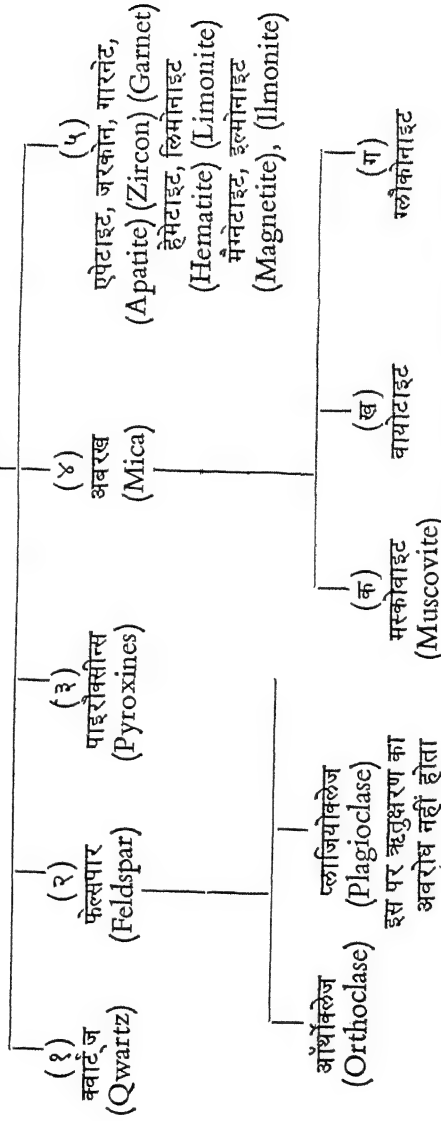 (१)
क्वार्ट्ज
(Qwartz)
(२)
फेल्सपार
(Feldspar)
(३)
पाइरौक्सीन्स
(Pyroxines)
(४)
अबरख
(Mica)
(५)
एपेटाइट, जरकोन, गारनेट,
(Apatite) (Zircon) (Garnet)
हेमेटाइट, लिमोनाइट
(Hematite) (Limonite)
मैग्नेटाइट, इल्मोनाइट
(Magnetite), (Ilmonite)
ऑर्थोक्लेज
(Orthoclase)
प्लाजियोक्लेज
(Plagioclase)
इस पर ऋतुक्षरण का
अवरोध नहीं होता
(क)
मस्कोवाइट
(Muscovite)
(ख)
वायोटाइट
(ग)
ग्लौकोनाइट